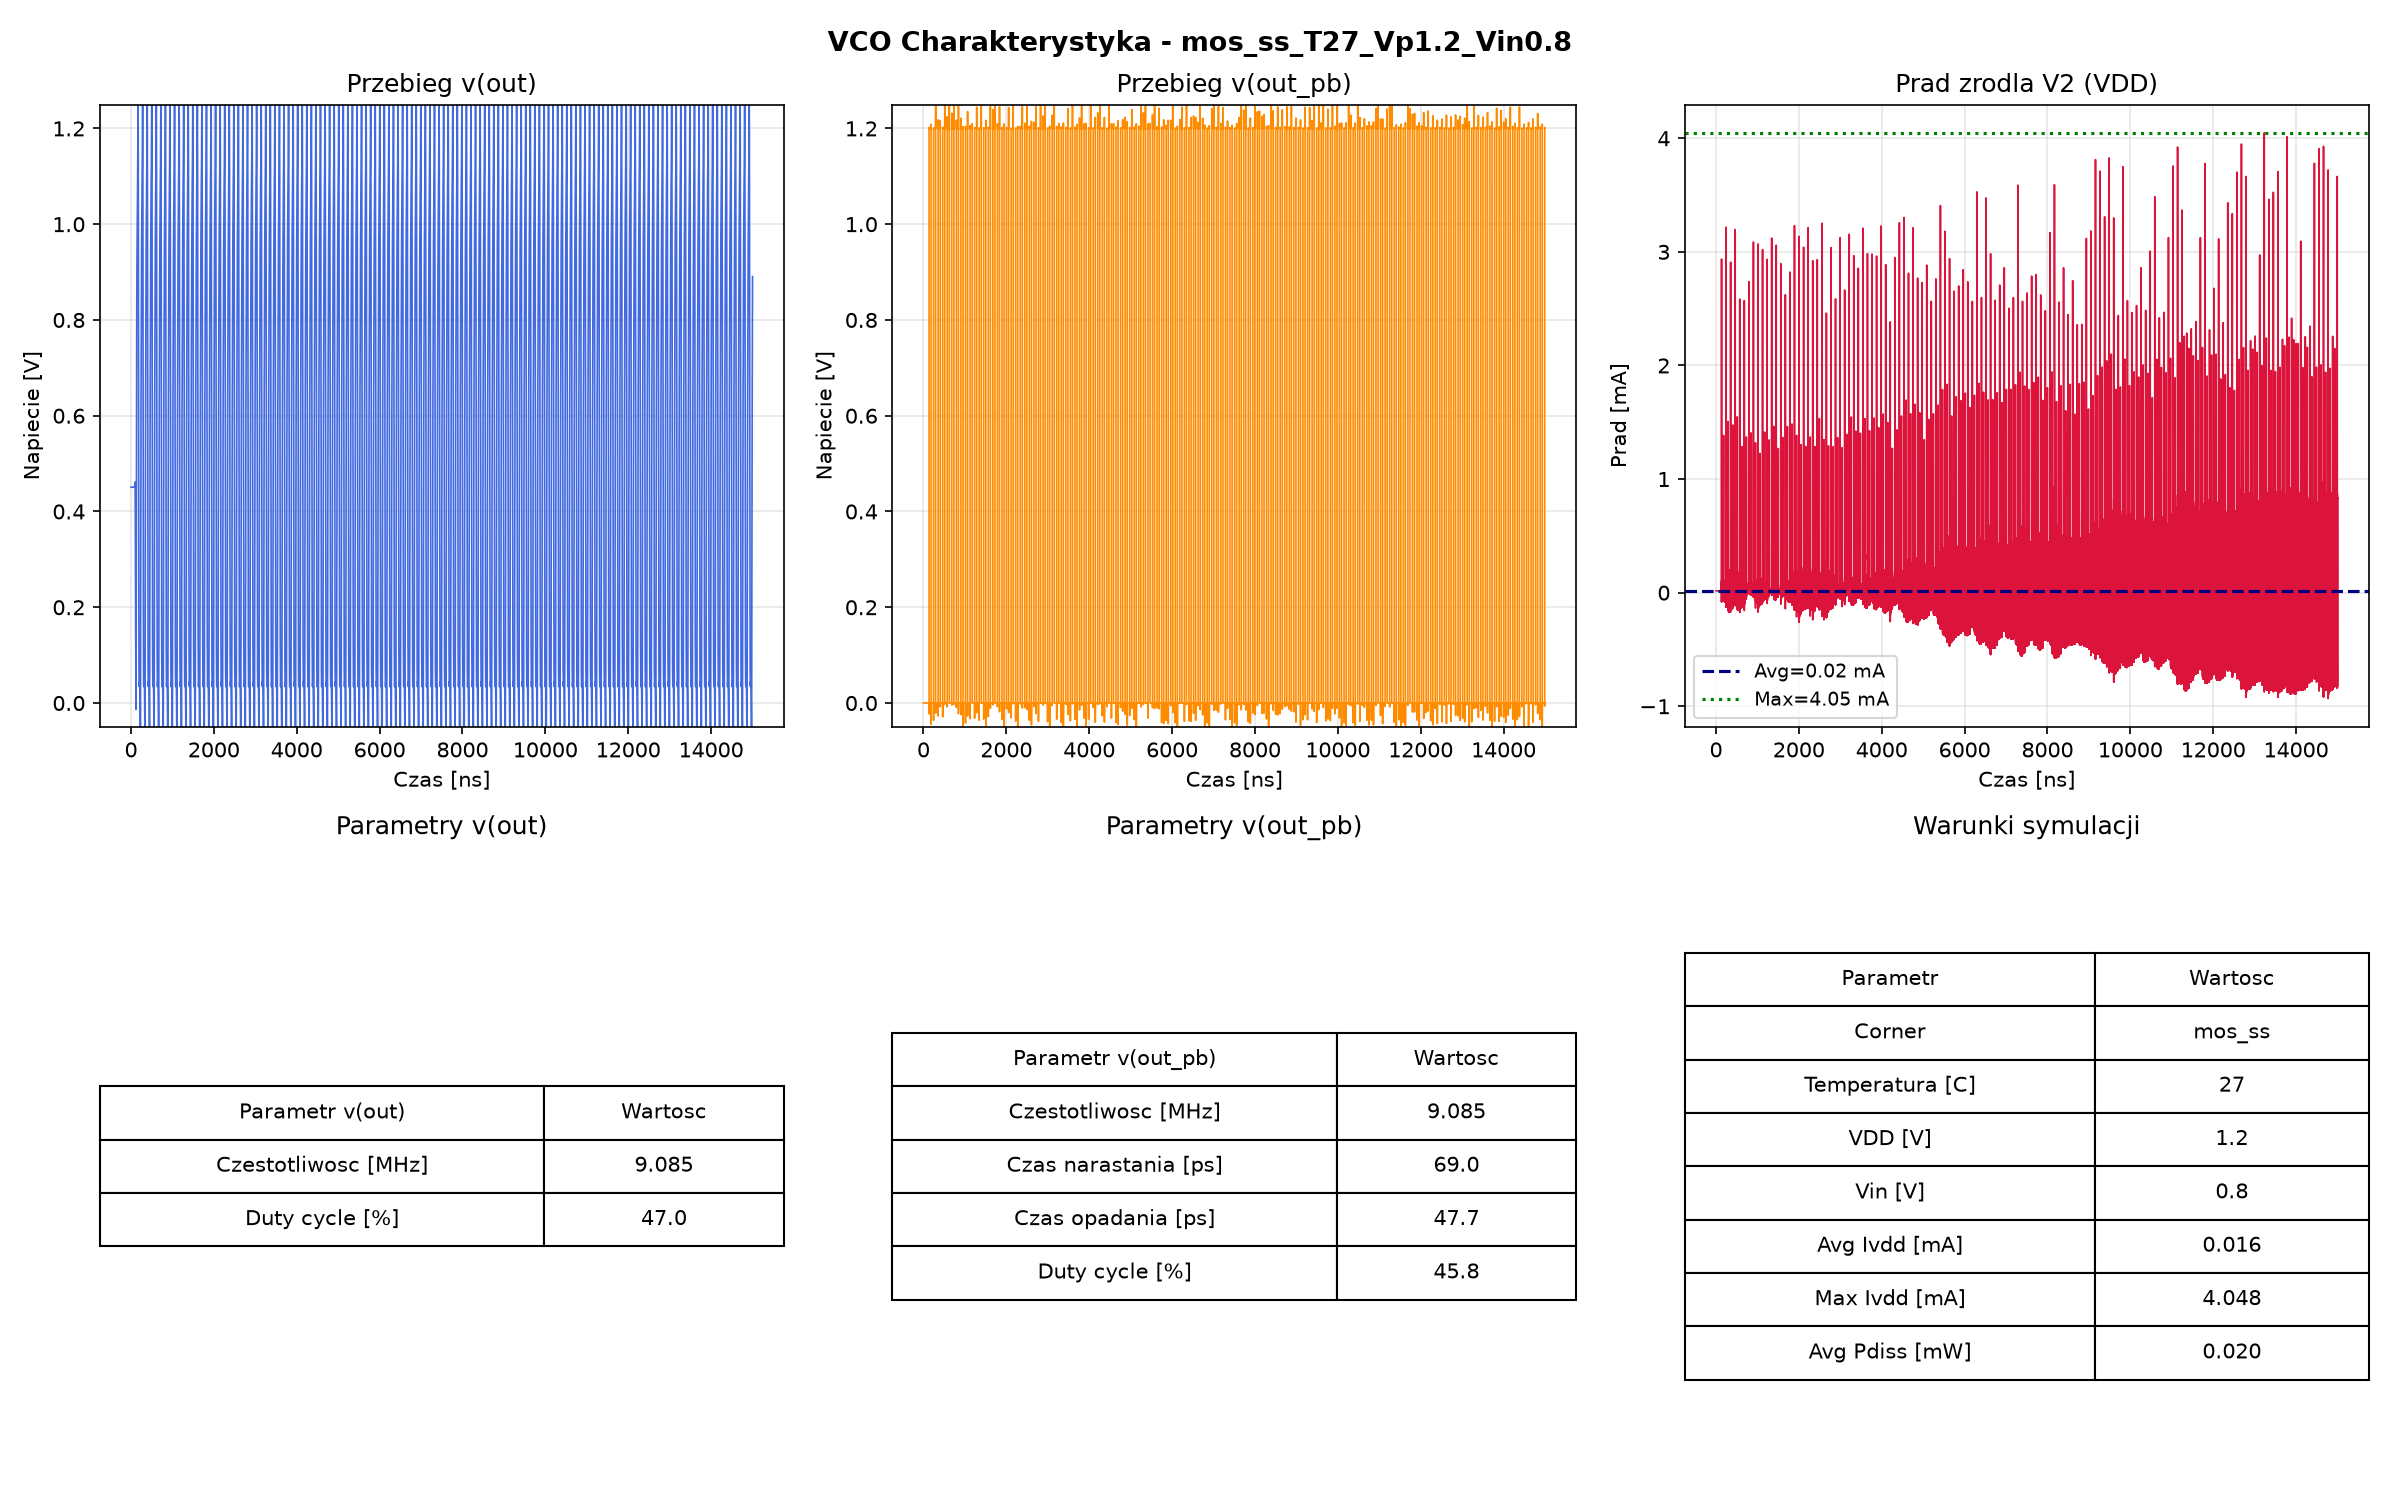 VCO Charakterystyka - mos_ss_T27_Vp1.2_Vin0.8
Przebieg v(out)
Napiecie [V]
1.2
1.0
0.8
0.6
0.4
0.2
0.0
0 2000 4000 6000 8000 10000 12000 14000
Czas [ns]
Przebieg v(out_pb)
Napiecie [V]
1.2
1.0
0.8
0.6
0.4
0.2
0.0
0 2000 4000 6000 8000 10000 12000 14000
Czas [ns]
Prad zrodla V2 (VDD)
Prad [mA]
4
3
2
1
0
−1
Avg=0.02 mA
Max=4.05 mA
0 2000 4000 6000 8000 10000 12000 14000
Czas [ns]
Parametry v(out)
Parametr v(out) Wartosc
Czestotliwosc [MHz] 9.085
Duty cycle [%] 47.0
Parametry v(out_pb)
Parametr v(out_pb) Wartosc
Czestotliwosc [MHz] 9.085
Czas narastania [ps] 69.0
Czas opadania [ps] 47.7
Duty cycle [%] 45.8
Warunki symulacji
Parametr Wartosc
Corner mos_ss
Temperatura [C] 27
VDD [V] 1.2
Vin [V] 0.8
Avg Ivdd [mA] 0.016
Max Ivdd [mA] 4.048
Avg Pdiss [mW] 0.020